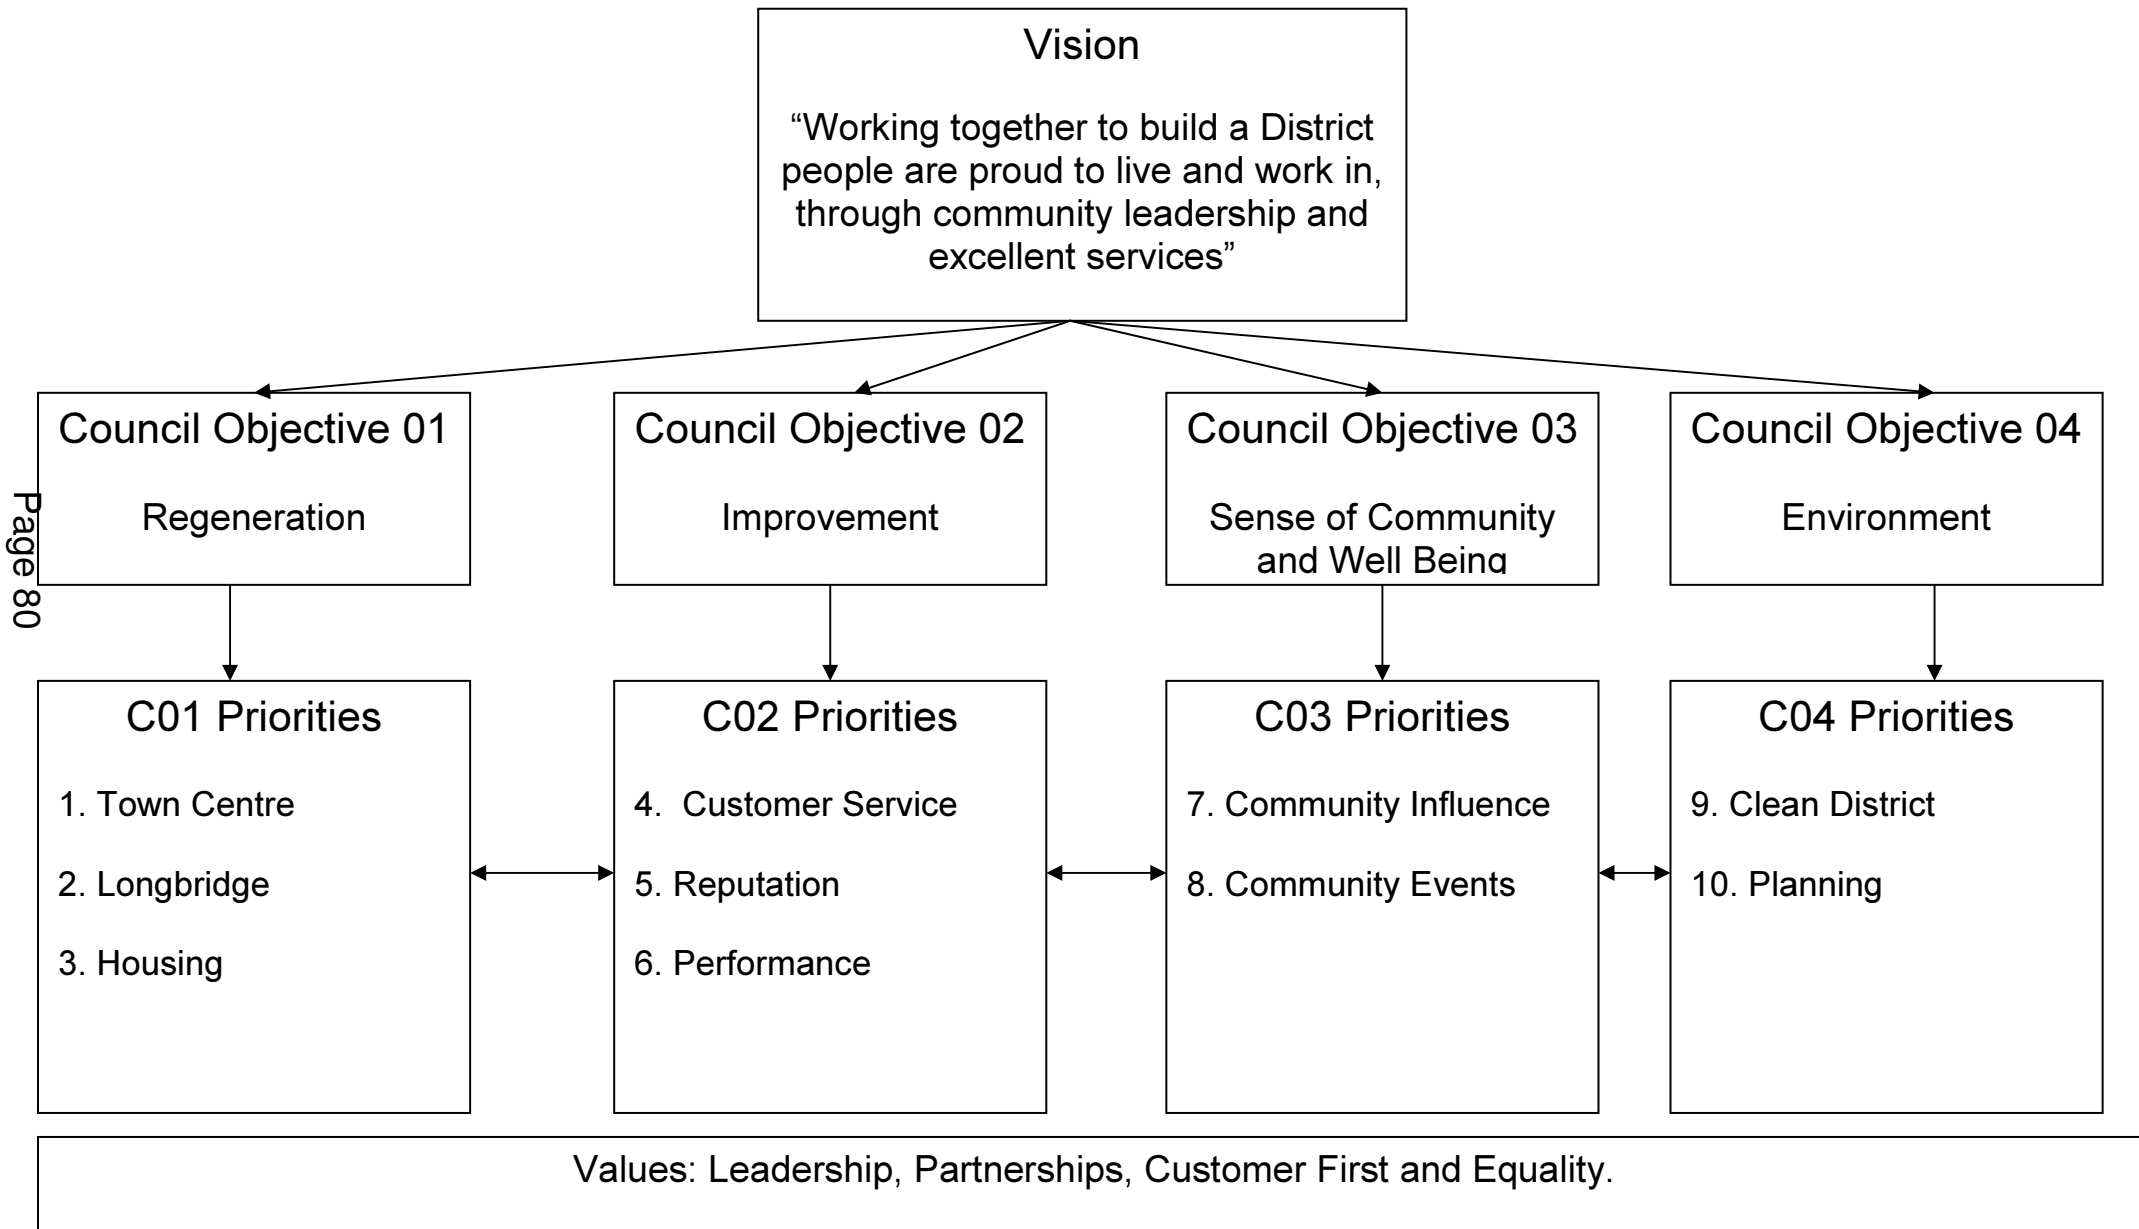 Vision
“Working together to build a District
people are proud to live and work in,
through community leadership and
excellent services”
Council Objective 01
Regeneration
Council Objective 02
Improvement
Council Objective 03
Sense of Community
and Well Being
Council Objective 04
Environment
Page 80
C01 Priorities
1. Town Centre
2. Longbridge
3. Housing
C02 Priorities
4.  Customer Service
5. Reputation
6. Performance
C03 Priorities
7. Community Influence
8. Community Events
C04 Priorities
9. Clean District
10. Planning
Values: Leadership, Partnerships, Customer First and Equality.